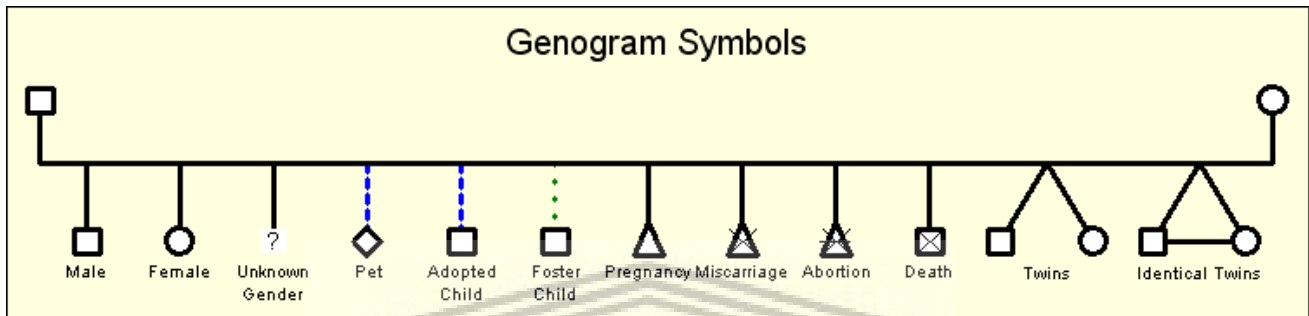 Genogram Symbols
?
Male
Female
Unknown
Gender
Pet
Adopted
Child
Foster
Child
Pregnancy
Miscarriage
Abortion
Death
Twins
Identical Twins